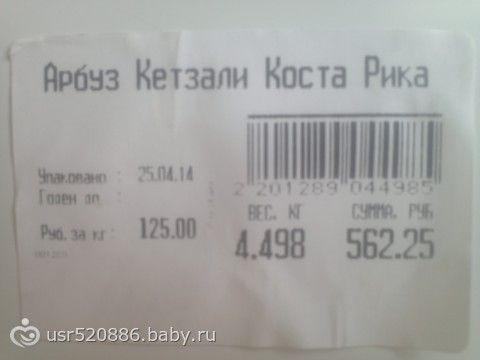 Арбуз Кетзали Коста Рика
Упаковано : 25.04.14
Годен до :
Руб. за кг : 125.00
2 201289 044985
ВЕС. КГ СУММА. РУБ
4.498 562.25
usr520886.baby.ru